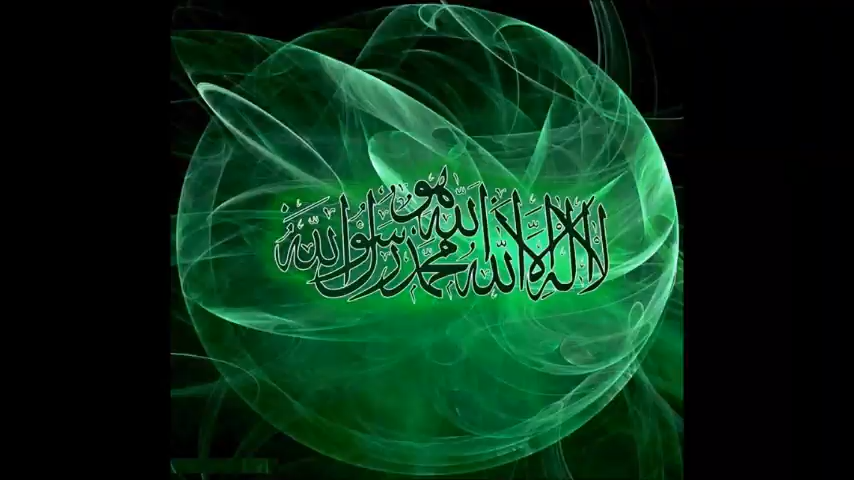 لا اله الا الله محمد رسول الله